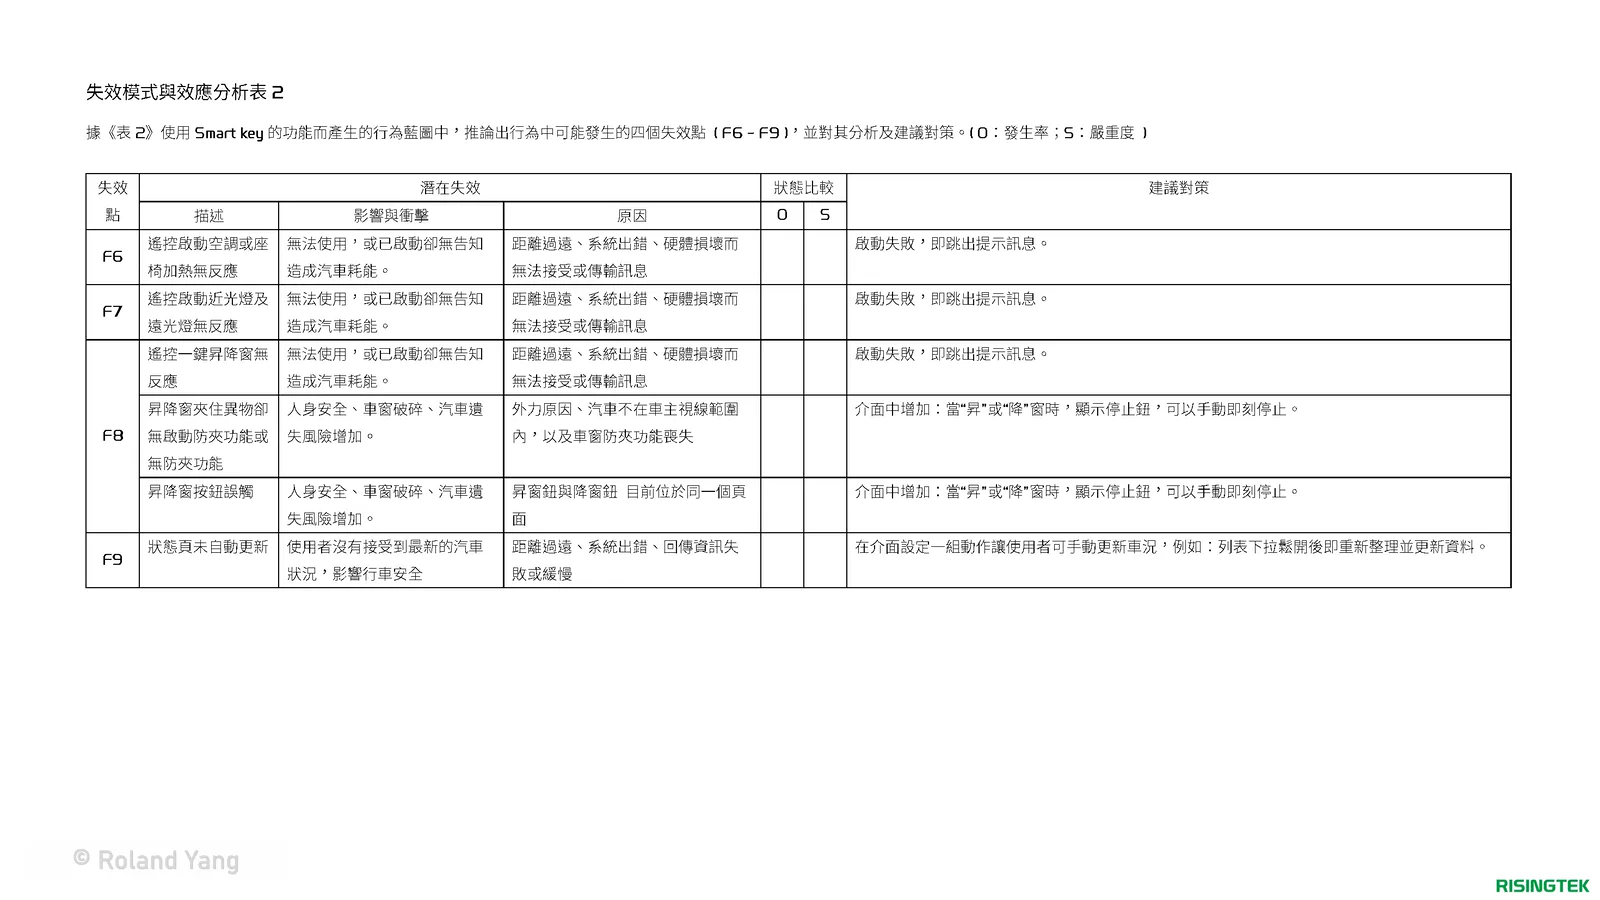 失效模式與效應分析表 2
據《表 2》使用 Smart key 的功能而產生的行為藍圖中，推論出行為中可能發生的四個失效點 ( F6 - F9 )，並對其分析及建議對策。( O：發生率；S：嚴重度 )
失效點 潛在失效 狀態比較 建議對策
描述 影響與衝擊 原因 O S
F6
遙控啟動空調或座
椅加熱無反應
無法使用，或已啟動卻無告知
造成汽車耗能。
距離過遠、系統出錯、硬體損壞而
無法接受或傳輸訊息
啟動失敗，即跳出提示訊息。
F7
遙控啟動近光燈及
遠光燈無反應
無法使用，或已啟動卻無告知
造成汽車耗能。
距離過遠、系統出錯、硬體損壞而
無法接受或傳輸訊息
啟動失敗，即跳出提示訊息。
F8
遙控一鍵昇降窗無
反應
無法使用，或已啟動卻無告知
造成汽車耗能。
距離過遠、系統出錯、硬體損壞而
無法接受或傳輸訊息
啟動失敗，即跳出提示訊息。
昇降窗夾住異物卻
無啟動防夾功能或
無防夾功能
人身安全、車窗破碎、汽車遺
失風險增加。
外力原因、汽車不在車主視線範圍
內，以及車窗防夾功能喪失
介面中增加：當“昇”或“降”窗時，顯示停止鈕，可以手動即刻停止。
昇降窗按鈕誤觸
人身安全、車窗破碎、汽車遺
失風險增加。
昇窗鈕與降窗鈕 目前位於同一個頁
面
介面中增加：當“昇”或“降”窗時，顯示停止鈕，可以手動即刻停止。
F9
狀態頁未自動更新
使用者沒有接受到最新的汽車
狀況，影響行車安全
距離過遠、系統出錯、回傳資訊失
敗或緩慢
在介面設定一組動作讓使用者可手動更新車況，例如：列表下拉鬆開後即重新整理並更新資料。
© Roland Yang
RISINGTEK